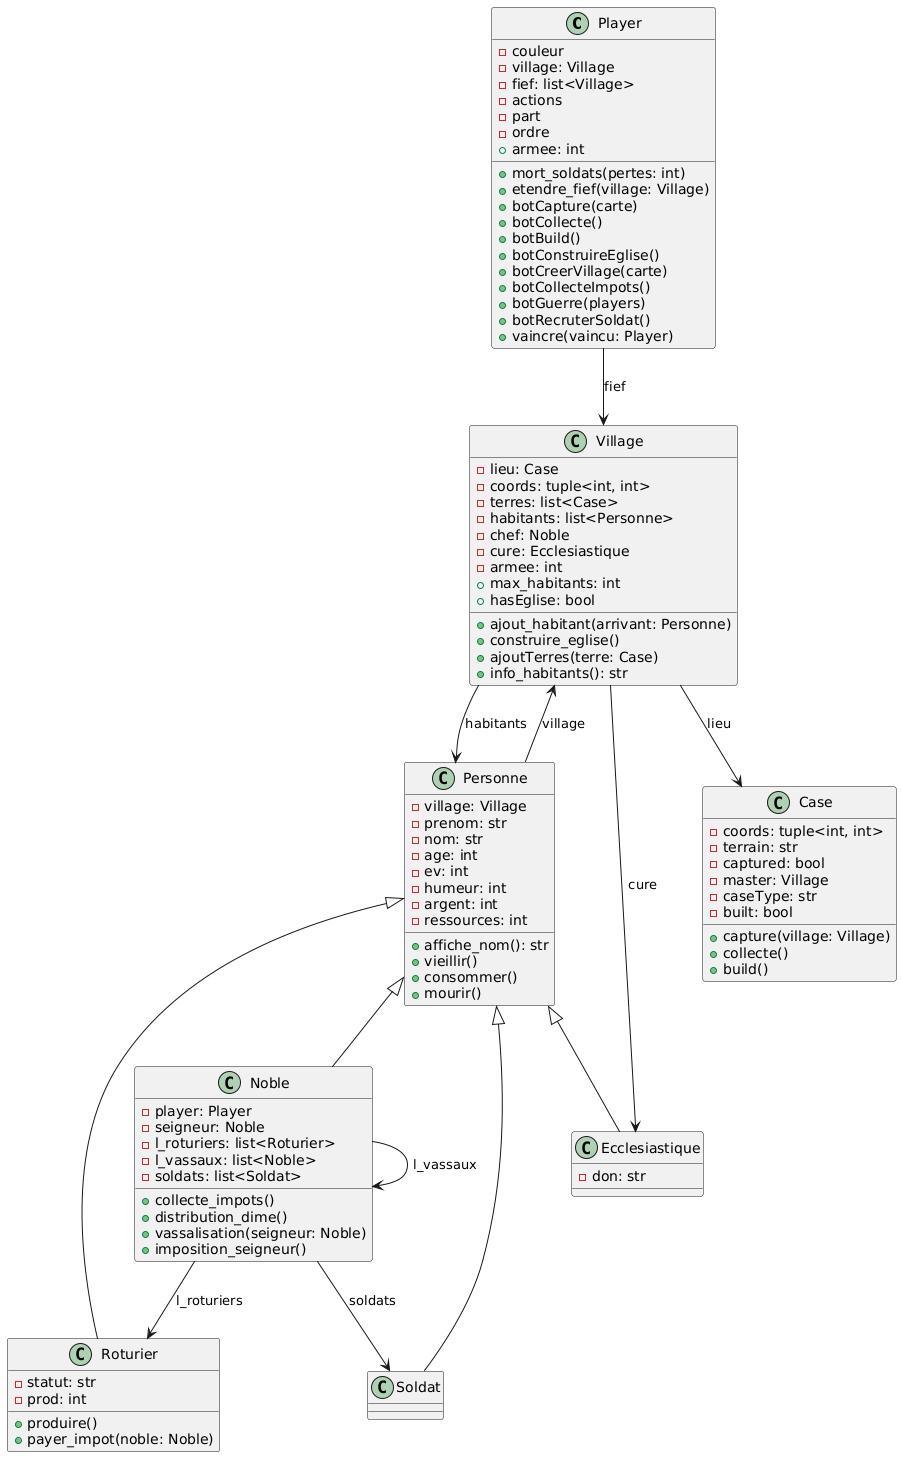 C Player
couleur
village: Village
fief: list<Village>
actions
part
ordre
armee: int
mort_soldats(pertes: int)
etendre_fief(village: Village)
botCapture(carte)
botCollecte()
botBuild()
botConstruireEglise()
botCreerVillage(carte)
botCollecteImpots()
botGuerre(players)
botRecruterSoldat()
vaincre(vaincu: Player)
fief
C Village
lieu: Case
coords: tuple<int, int>
terres: list<Case>
habitants: list<Personne>
chef: Noble
cure: Ecclesiastique
armee: int
max_habitants: int
hasEglise: bool
ajout_habitant(arrivant: Personne)
construire_eglise()
ajoutTerres(terre: Case)
info_habitants(): str
habitants
village
lieu
cure
C Personne
village: Village
prenom: str
nom: str
age: int
ev: int
humeur: int
argent: int
ressources: int
affiche_nom(): str
vieillir()
consommer()
mourir()
C Case
coords: tuple<int, int>
terrain: str
captured: bool
master: Village
caseType: str
built: bool
capture(village: Village)
collecte()
build()
C Noble
player: Player
seigneur: Noble
l_roturiers: list<Roturier>
l_vassaux: list<Noble>
soldats: list<Soldat>
collecte_impots()
distribution_dime()
vassalisation(seigneur: Noble)
imposition_seigneur()
l_vassaux
C Ecclesiastique
don: str
l_roturiers
soldats
C Roturier
statut: str
prod: int
produire()
payer_impot(noble: Noble)
C Soldat